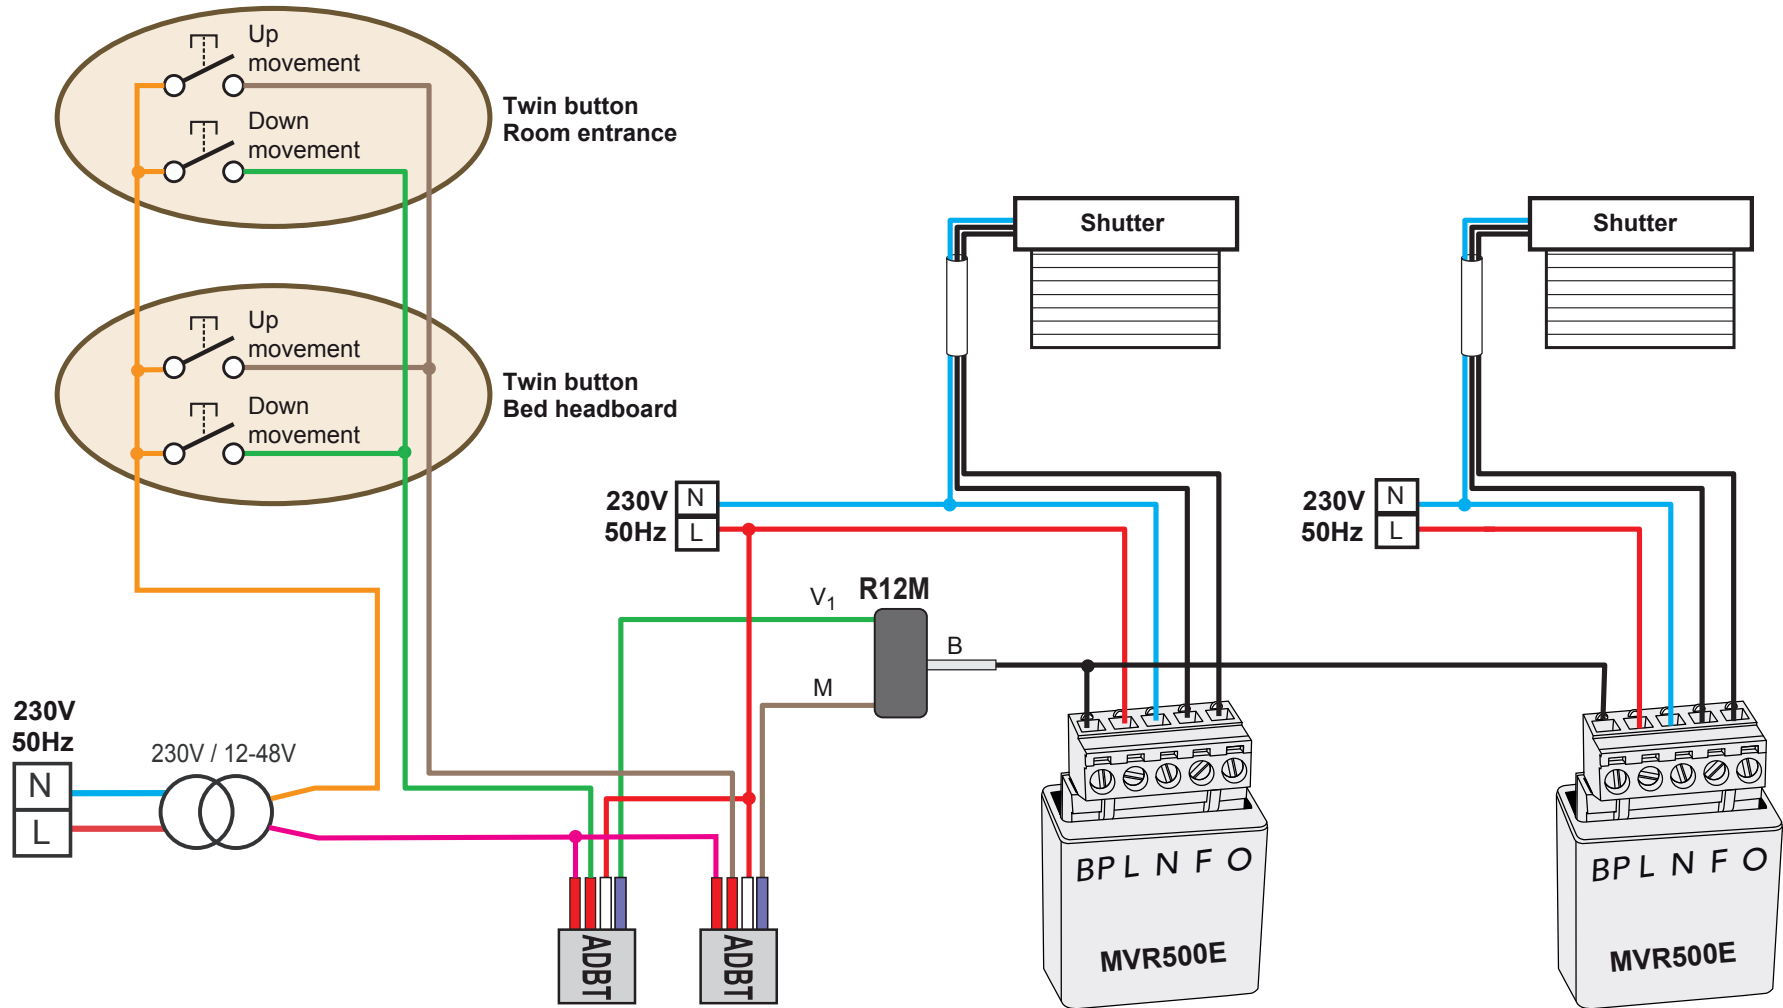 Up
movement
Down
movement
Twin button
Room entrance
Up
movement
Down
movement
Twin button
Bed headboard
Shutter
Shutter
230V
50Hz
N
L
230V
50Hz
N
L
V1
R12M
B
M
230V
50Hz
N
L
230V / 12-48V
ADBT
ADBT
BP L N F O
MVR500E
BP L N F O
MVR500E